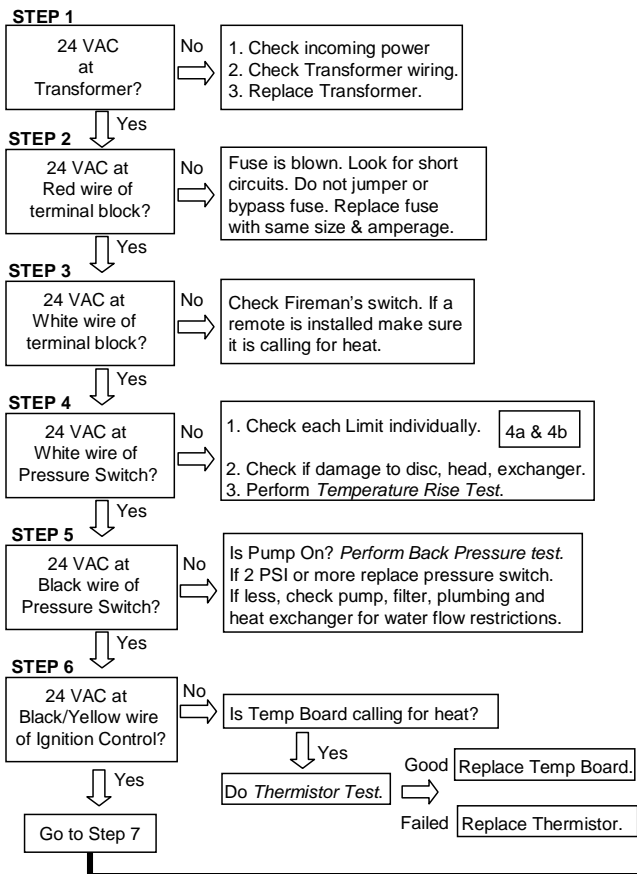 STEP 1
24 VAC
at
Transformer?
No
1. Check incoming power
2. Check Transformer wiring.
3. Replace Transformer.
Yes
STEP 2
24 VAC at
Red wire of
terminal block?
No
Fuse is blown. Look for short
circuits. Do not jumper or
bypass fuse. Replace fuse
with same size & amperage.
Yes
STEP 3
24 VAC at
White wire of
terminal block?
No
Check Fireman's switch. If a
remote is installed make sure
it is calling for heat.
Yes
STEP 4
24 VAC at
White wire of
Pressure Switch?
No
1. Check each Limit individually.
4a & 4b
2. Check if damage to disc, head, exchanger.
3. Perform Temperature Rise Test.
Yes
STEP 5
24 VAC at
Black wire of
Pressure Switch?
No
Is Pump On? Perform Back Pressure test.
If 2 PSI or more replace pressure switch.
If less, check pump, filter, plumbing and
heat exchanger for water flow restrictions.
Yes
STEP 6
24 VAC at
Black/Yellow wire
of Ignition Control?
No
Is Temp Board calling for heat?
Yes
Do Thermistor Test.
Good
Replace Temp Board.
Failed
Replace Thermistor.
Yes
Go to Step 7